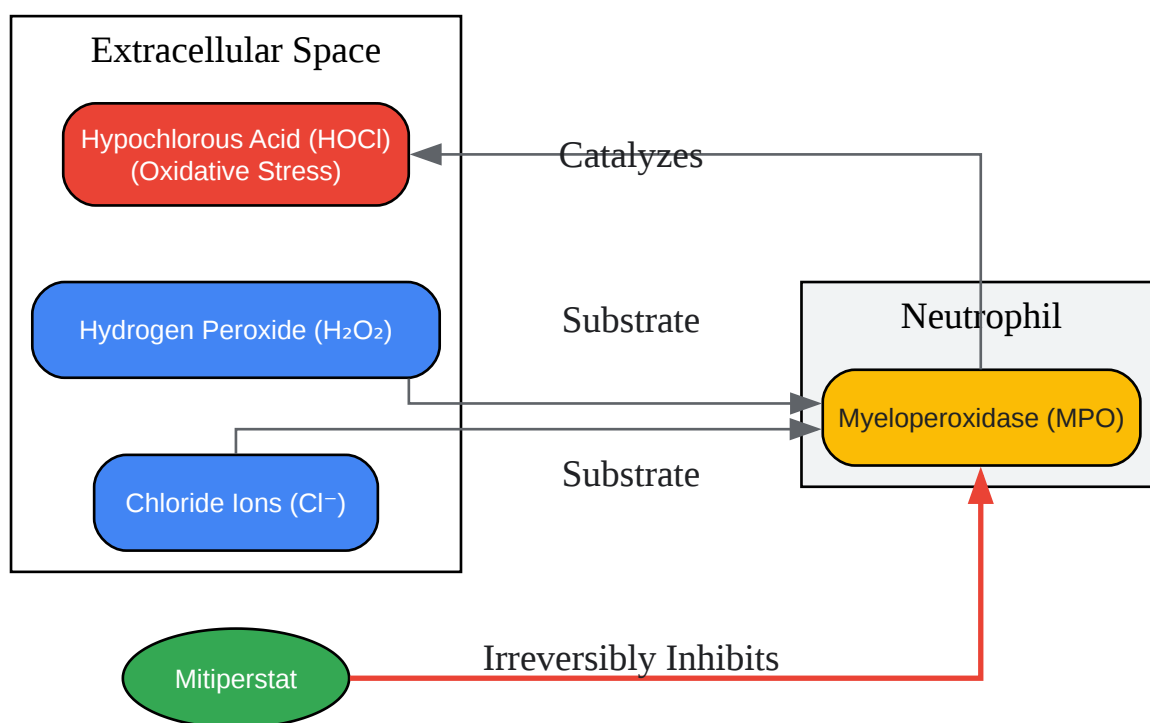 Extracellular Space
Hypochlorous Acid (HOCl)
(Oxidative Stress)
Catalyzes
Hydrogen Peroxide (H₂O₂)
Substrate
Neutrophil
Myeloperoxidase (MPO)
Substrate
Chloride Ions (Cl⁻)
Mitiperstat
Irreversibly Inhibits